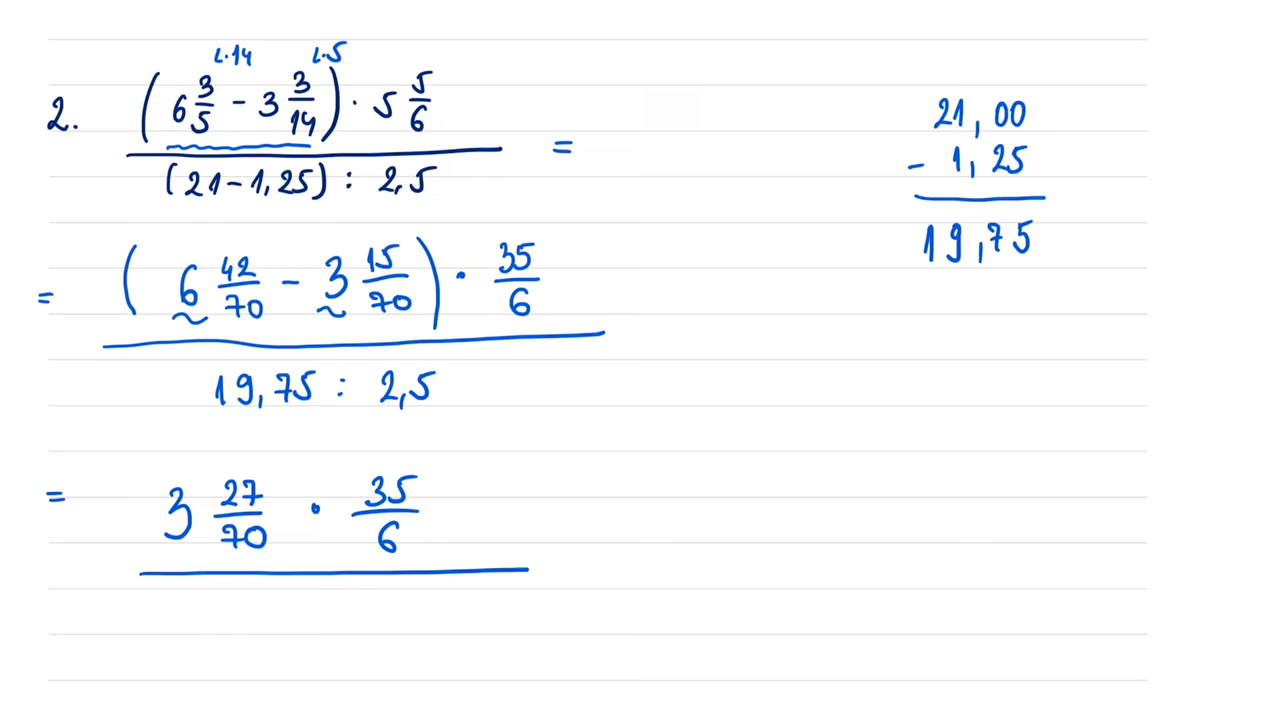 2. (6 3/5 - 3 3/14) · 5 5/6 =
ι·14 ι·5
(21 - 1,25) : 2,5
= (6 42/70 - 3 15/70) · 35/6
19,75 : 2,5
= 3 27/70 · 35/6
21,00
- 1,25
19,75